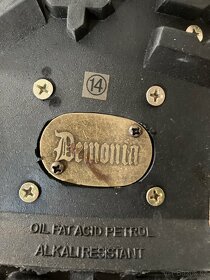 14
Demonia
OIL FAT ACID PETROL
ALKALI RESISTANT